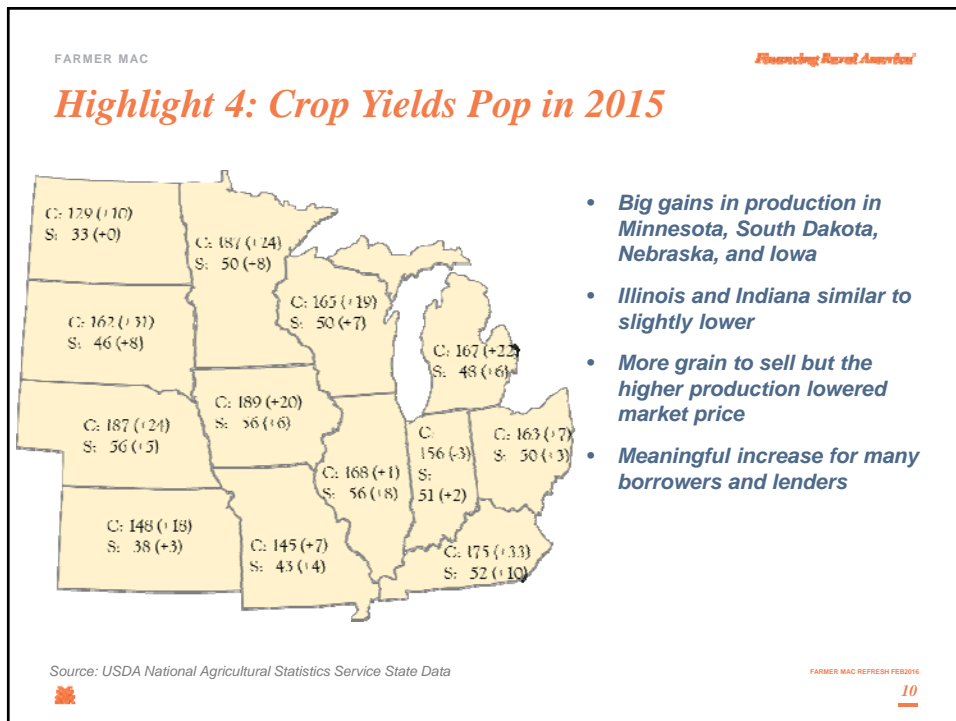 FARMER MAC
Financing Rural America®
Highlight 4: Crop Yields Pop in 2015
C: 129 (+10)
S: 33 (+0)
C: 187 (+24)
S: 50 (+8)
C: 165 (+19)
S: 50 (+7)
C: 162 (+31)
S: 46 (+8)
C: 167 (+22)
S: 48 (+6)
C: 189 (+20)
S: 56 (+6)
C: 187 (+24)
S: 56 (+5)
C:
156 (-3)
S:
51 (+2)
C: 163 (+7)
S: 50 (+3)
C: 168 (+1)
S: 56 (+8)
C: 148 (+18)
S: 38 (+3)
C: 145 (+7)
S: 43 (+4)
C: 175 (+33)
S: 52 (+10)
• Big gains in production in
Minnesota, South Dakota,
Nebraska, and Iowa
• Illinois and Indiana similar to
slightly lower
• More grain to sell but the
higher production lowered
market price
• Meaningful increase for many
borrowers and lenders
Source: USDA National Agricultural Statistics Service State Data
FARMER MAC REFRESH FEB2016
10